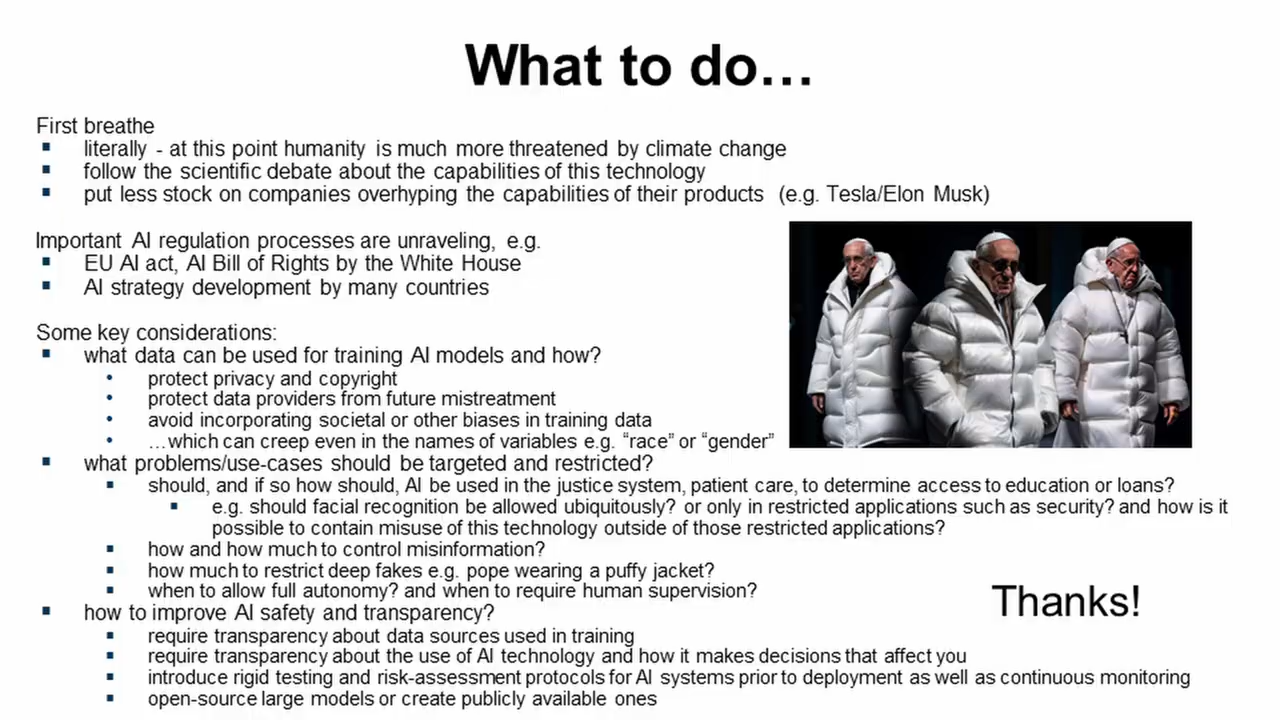 What to do…
First breathe
▪ literally - at this point humanity is much more threatened by climate change
▪ follow the scientific debate about the capabilities of this technology
▪ put less stock on companies overhyping the capabilities of their products (e.g. Tesla/Elon Musk)
Important AI regulation processes are unraveling, e.g.
▪ EU AI act, AI Bill of Rights by the White House
▪ AI strategy development by many countries
Some key considerations:
▪ what data can be used for training AI models and how?
• protect privacy and copyright
• protect data providers from future mistreatment
• avoid incorporating societal or other biases in training data
• …which can creep even in the names of variables e.g. “race” or “gender”
▪ what problems/use-cases should be targeted and restricted?
▪ should, and if so how should, AI be used in the justice system, patient care, to determine access to education or loans?
▪ e.g. should facial recognition be allowed ubiquitously? or only in restricted applications such as security? and how is it
possible to contain misuse of this technology outside of those restricted applications?
▪ how and how much to control misinformation?
▪ how much to restrict deep fakes e.g. pope wearing a puffy jacket?
▪ when to allow full autonomy? and when to require human supervision?
▪ how to improve AI safety and transparency?
▪ require transparency about data sources used in training
▪ require transparency about the use of AI technology and how it makes decisions that affect you
▪ introduce rigid testing and risk-assessment protocols for AI systems prior to deployment as well as continuous monitoring
▪ open-source large models or create publicly available ones
Thanks!